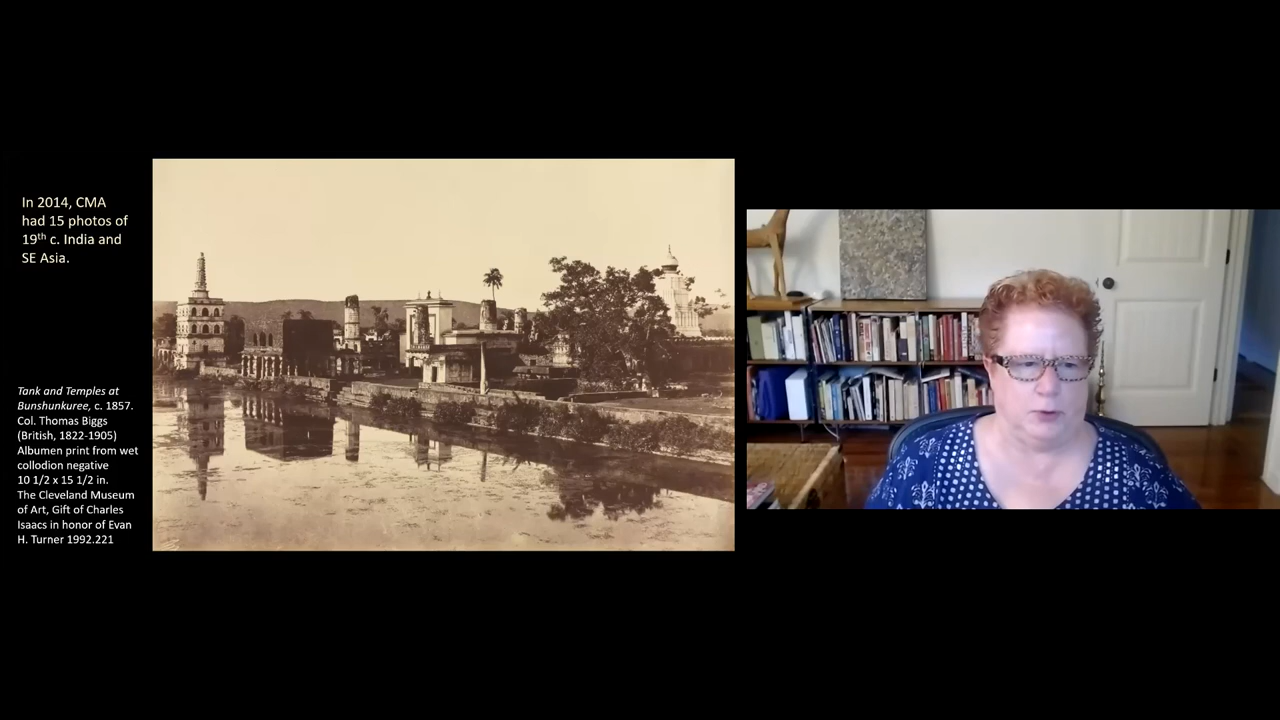 In 2014, CMA
had 15 photos of
19th c. India and
SE Asia.
Tank and Temples at
Bunshunkuree, c. 1857.
Col. Thomas Biggs
(British, 1822-1905)
Albumen print from wet
collodion negative
10 1/2 x 15 1/2 in.
The Cleveland Museum
of Art, Gift of Charles
Isaacs in honor of Evan
H. Turner 1992.221